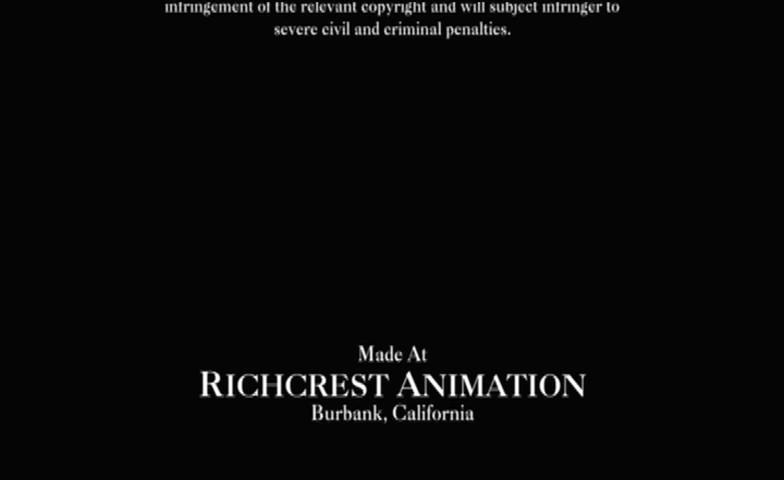 infringement of the relevant copyright and will subject infringer to
severe civil and criminal penalties.
Made At
RICHCREST ANIMATION
Burbank, California